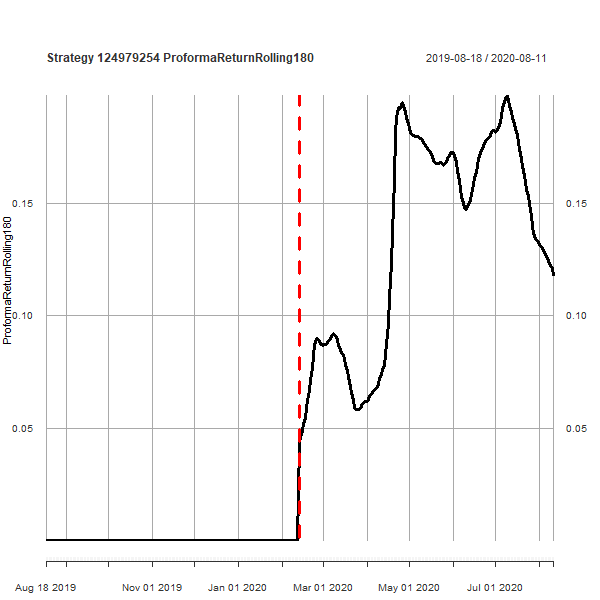 Strategy 124979254 ProformaReturnRolling180
2019-08-18 / 2020-08-11
ProformaReturnRolling180
0.15
0.15
0.10
0.10
0.05
0.05
Aug 18 2019
Nov 01 2019
Jan 01 2020
Mar 01 2020
May 01 2020
Jul 01 2020